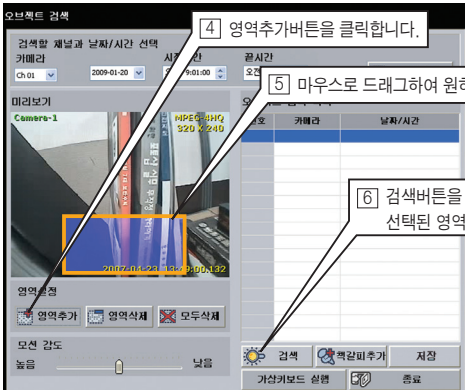 오브젝트 검색
4 영역추가버튼을 클릭합니다.
검색할 채널과 날짜/시간 선택
카메라 시 간 끝시간
Ch 01 2009-01-20 9:01:00 오전
5 마우스로 드래그하여 원하
미리보기
번호 카메라 날짜/시간
Camera-1 MPEG-4HQ
320 x 240
6 검색버튼을
선택된 영역
2007-04-23 13:49:00.132
영역설정
영역추가 영역삭제 모두삭제
모션 감도
높음 낮음
검색 책갈피추가 저장
가상키보드 실행 종료